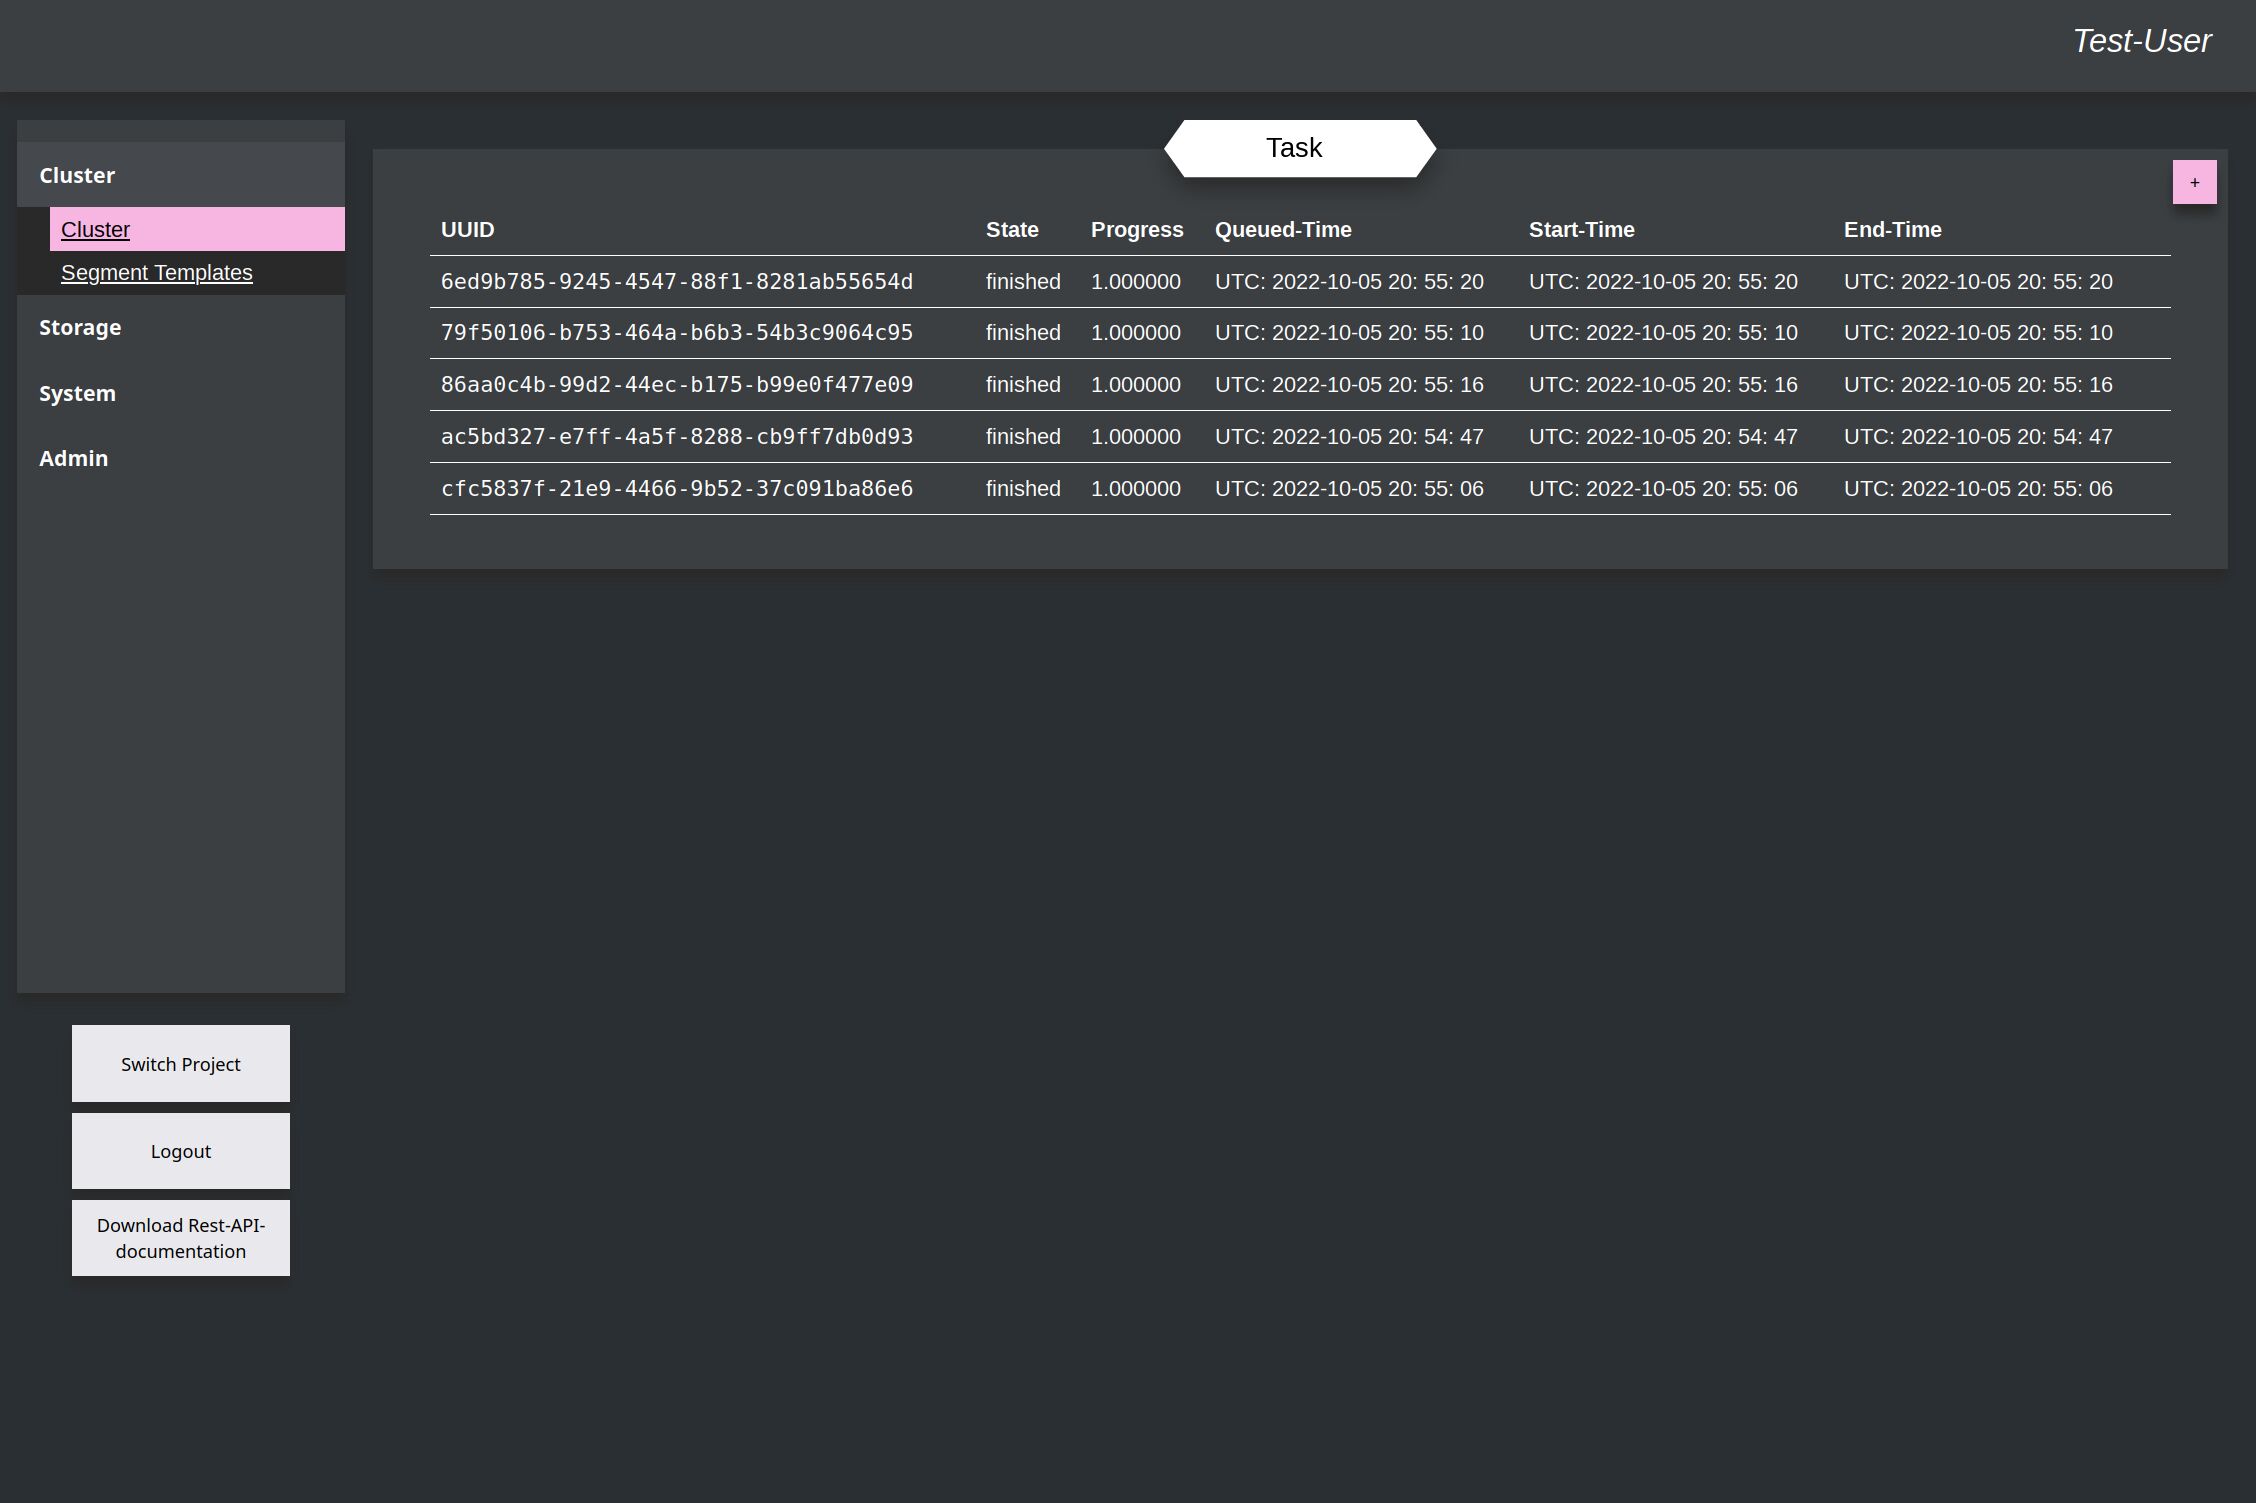 Test-User
Cluster
Cluster
Segment Templates
Storage
System
Admin
Switch Project
Logout
Download Rest-API-
documentation
Task
+
UUID State Progress Queued-Time Start-Time End-Time
6ed9b785-9245-4547-88f1-8281ab55654d finished 1.000000 UTC: 2022-10-05 20: 55: 20 UTC: 2022-10-05 20: 55: 20 UTC: 2022-10-05 20: 55: 20
79f50106-b753-464a-b6b3-54b3c9064c95 finished 1.000000 UTC: 2022-10-05 20: 55: 10 UTC: 2022-10-05 20: 55: 10 UTC: 2022-10-05 20: 55: 10
86aa0c4b-99d2-44ec-b175-b99e0f477e09 finished 1.000000 UTC: 2022-10-05 20: 55: 16 UTC: 2022-10-05 20: 55: 16 UTC: 2022-10-05 20: 55: 16
ac5bd327-e7ff-4a5f-8288-cb9ff7db0d93 finished 1.000000 UTC: 2022-10-05 20: 54: 47 UTC: 2022-10-05 20: 54: 47 UTC: 2022-10-05 20: 54: 47
cfc5837f-21e9-4466-9b52-37c091ba86e6 finished 1.000000 UTC: 2022-10-05 20: 55: 06 UTC: 2022-10-05 20: 55: 06 UTC: 2022-10-05 20: 55: 06